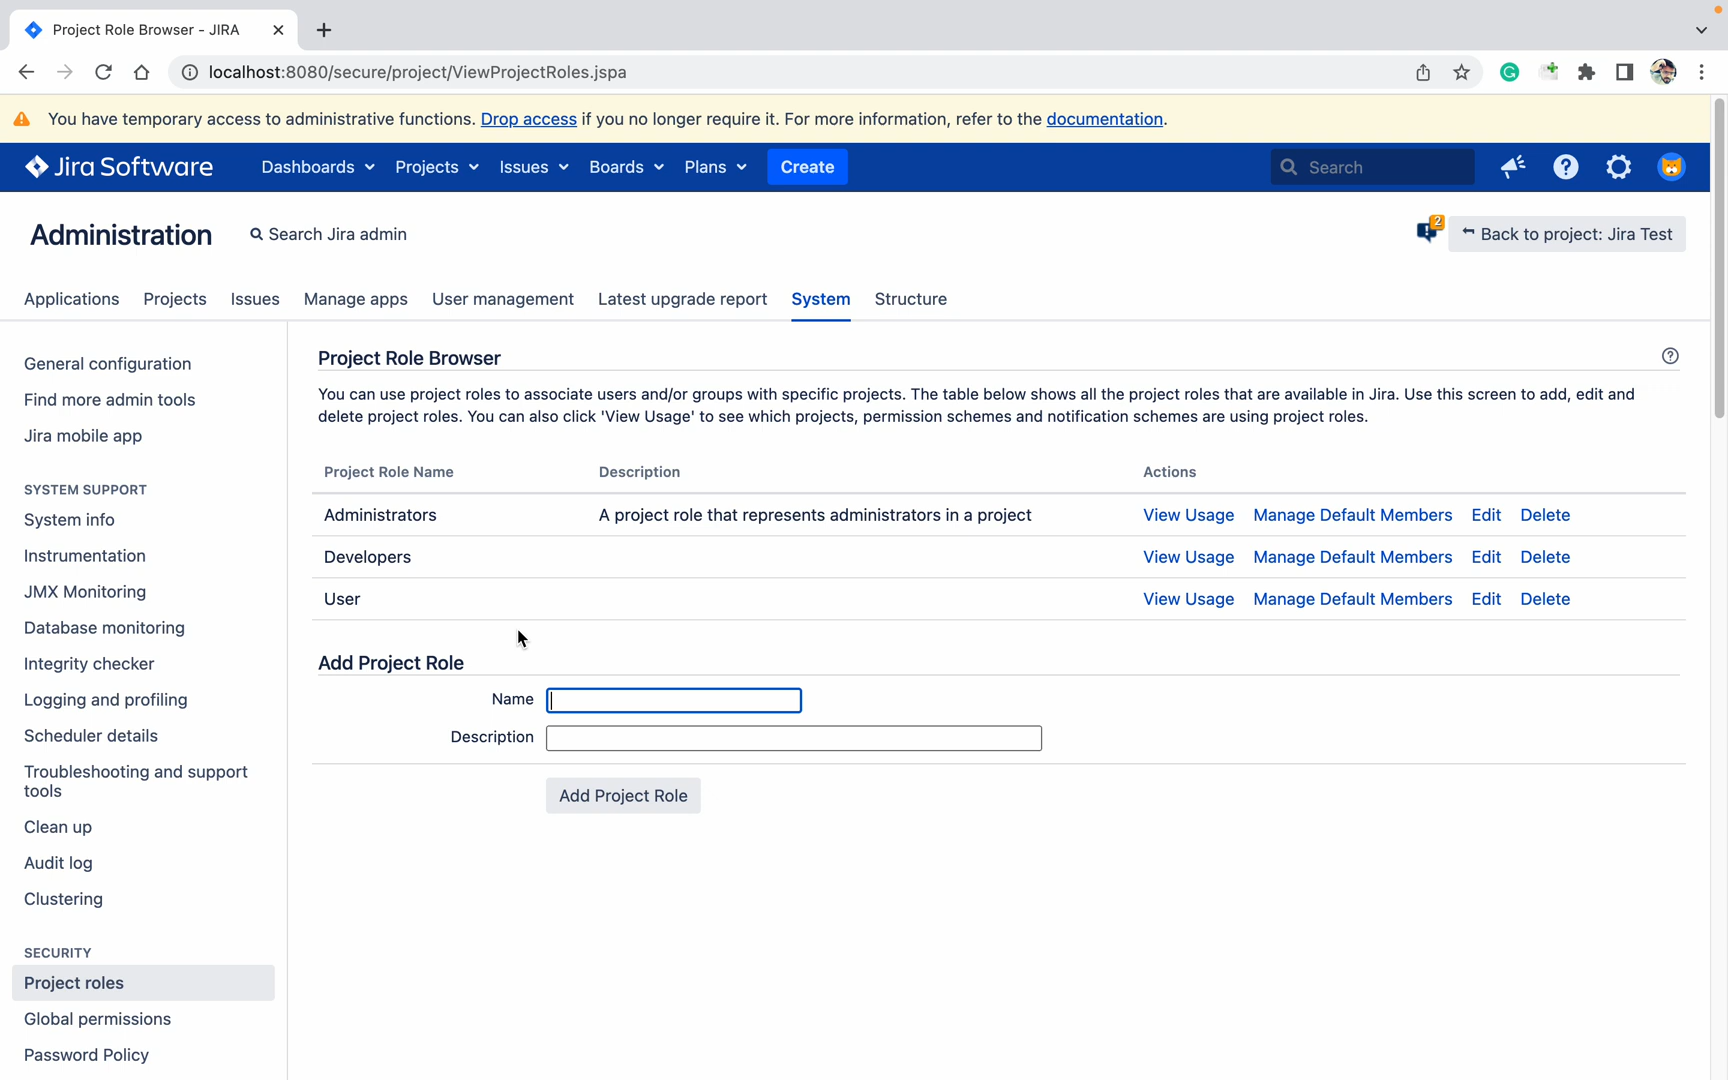 Project Role Browser - JIRA
localhost:8080/secure/project/ViewProjectRoles.jspa
You have temporary access to administrative functions. Drop access if you no longer require it. For more information, refer to the documentation.
Jira Software Dashboards Projects Issues Boards Plans Create Search
Administration Search Jira admin 2 Back to project: Jira Test
Applications Projects Issues Manage apps User management Latest upgrade report System Structure
General configuration
Find more admin tools
Jira mobile app
SYSTEM SUPPORT
System info
Instrumentation
JMX Monitoring
Database monitoring
Integrity checker
Logging and profiling
Scheduler details
Troubleshooting and support
tools
Clean up
Audit log
Clustering
SECURITY
Project roles
Global permissions
Password Policy
Project Role Browser
You can use project roles to associate users and/or groups with specific projects. The table below shows all the project roles that are available in Jira. Use this screen to add, edit and
delete project roles. You can also click 'View Usage' to see which projects, permission schemes and notification schemes are using project roles.
Project Role Name Description Actions
Administrators A project role that represents administrators in a project View Usage Manage Default Members Edit Delete
Developers View Usage Manage Default Members Edit Delete
User View Usage Manage Default Members Edit Delete
Add Project Role
Name
Description
Add Project Role